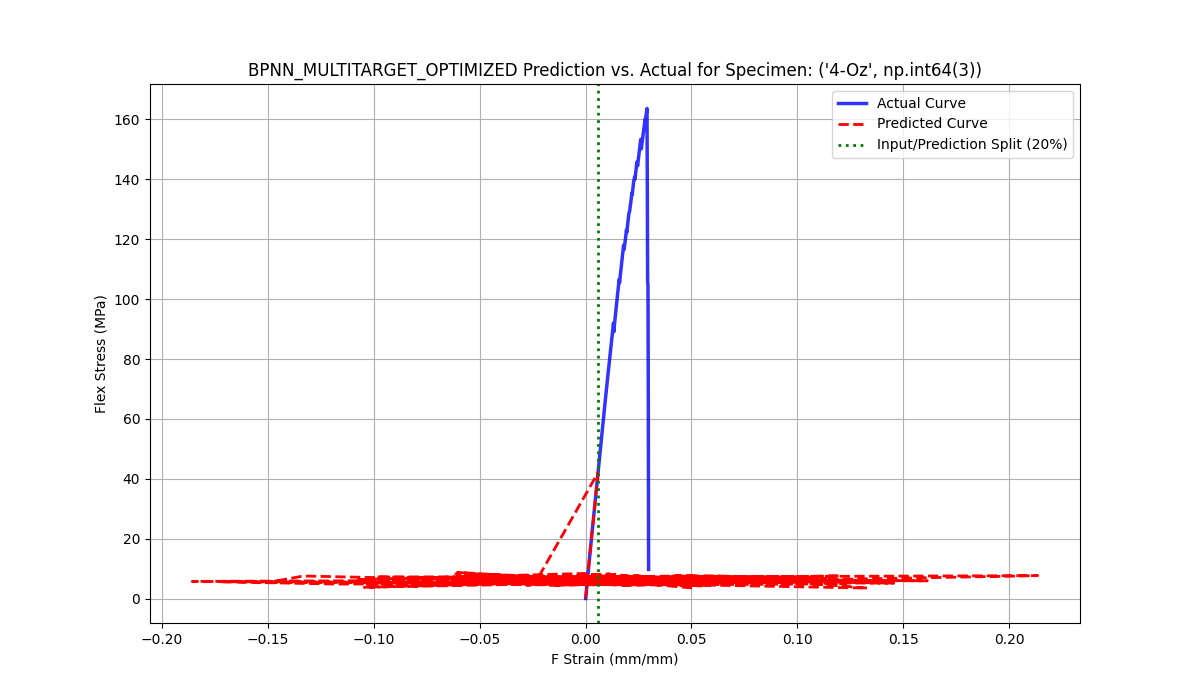 BPNN_MULTITARGET_OPTIMIZED Prediction vs. Actual for Specimen: ('4-Oz', np.int64(3))
Actual Curve
Predicted Curve
Input/Prediction Split (20%)
Flex Stress (MPa)
160
140
120
100
80
60
40
20
0
−0.20 −0.15 −0.10 −0.05 0.00 0.05 0.10 0.15 0.20
F Strain (mm/mm)